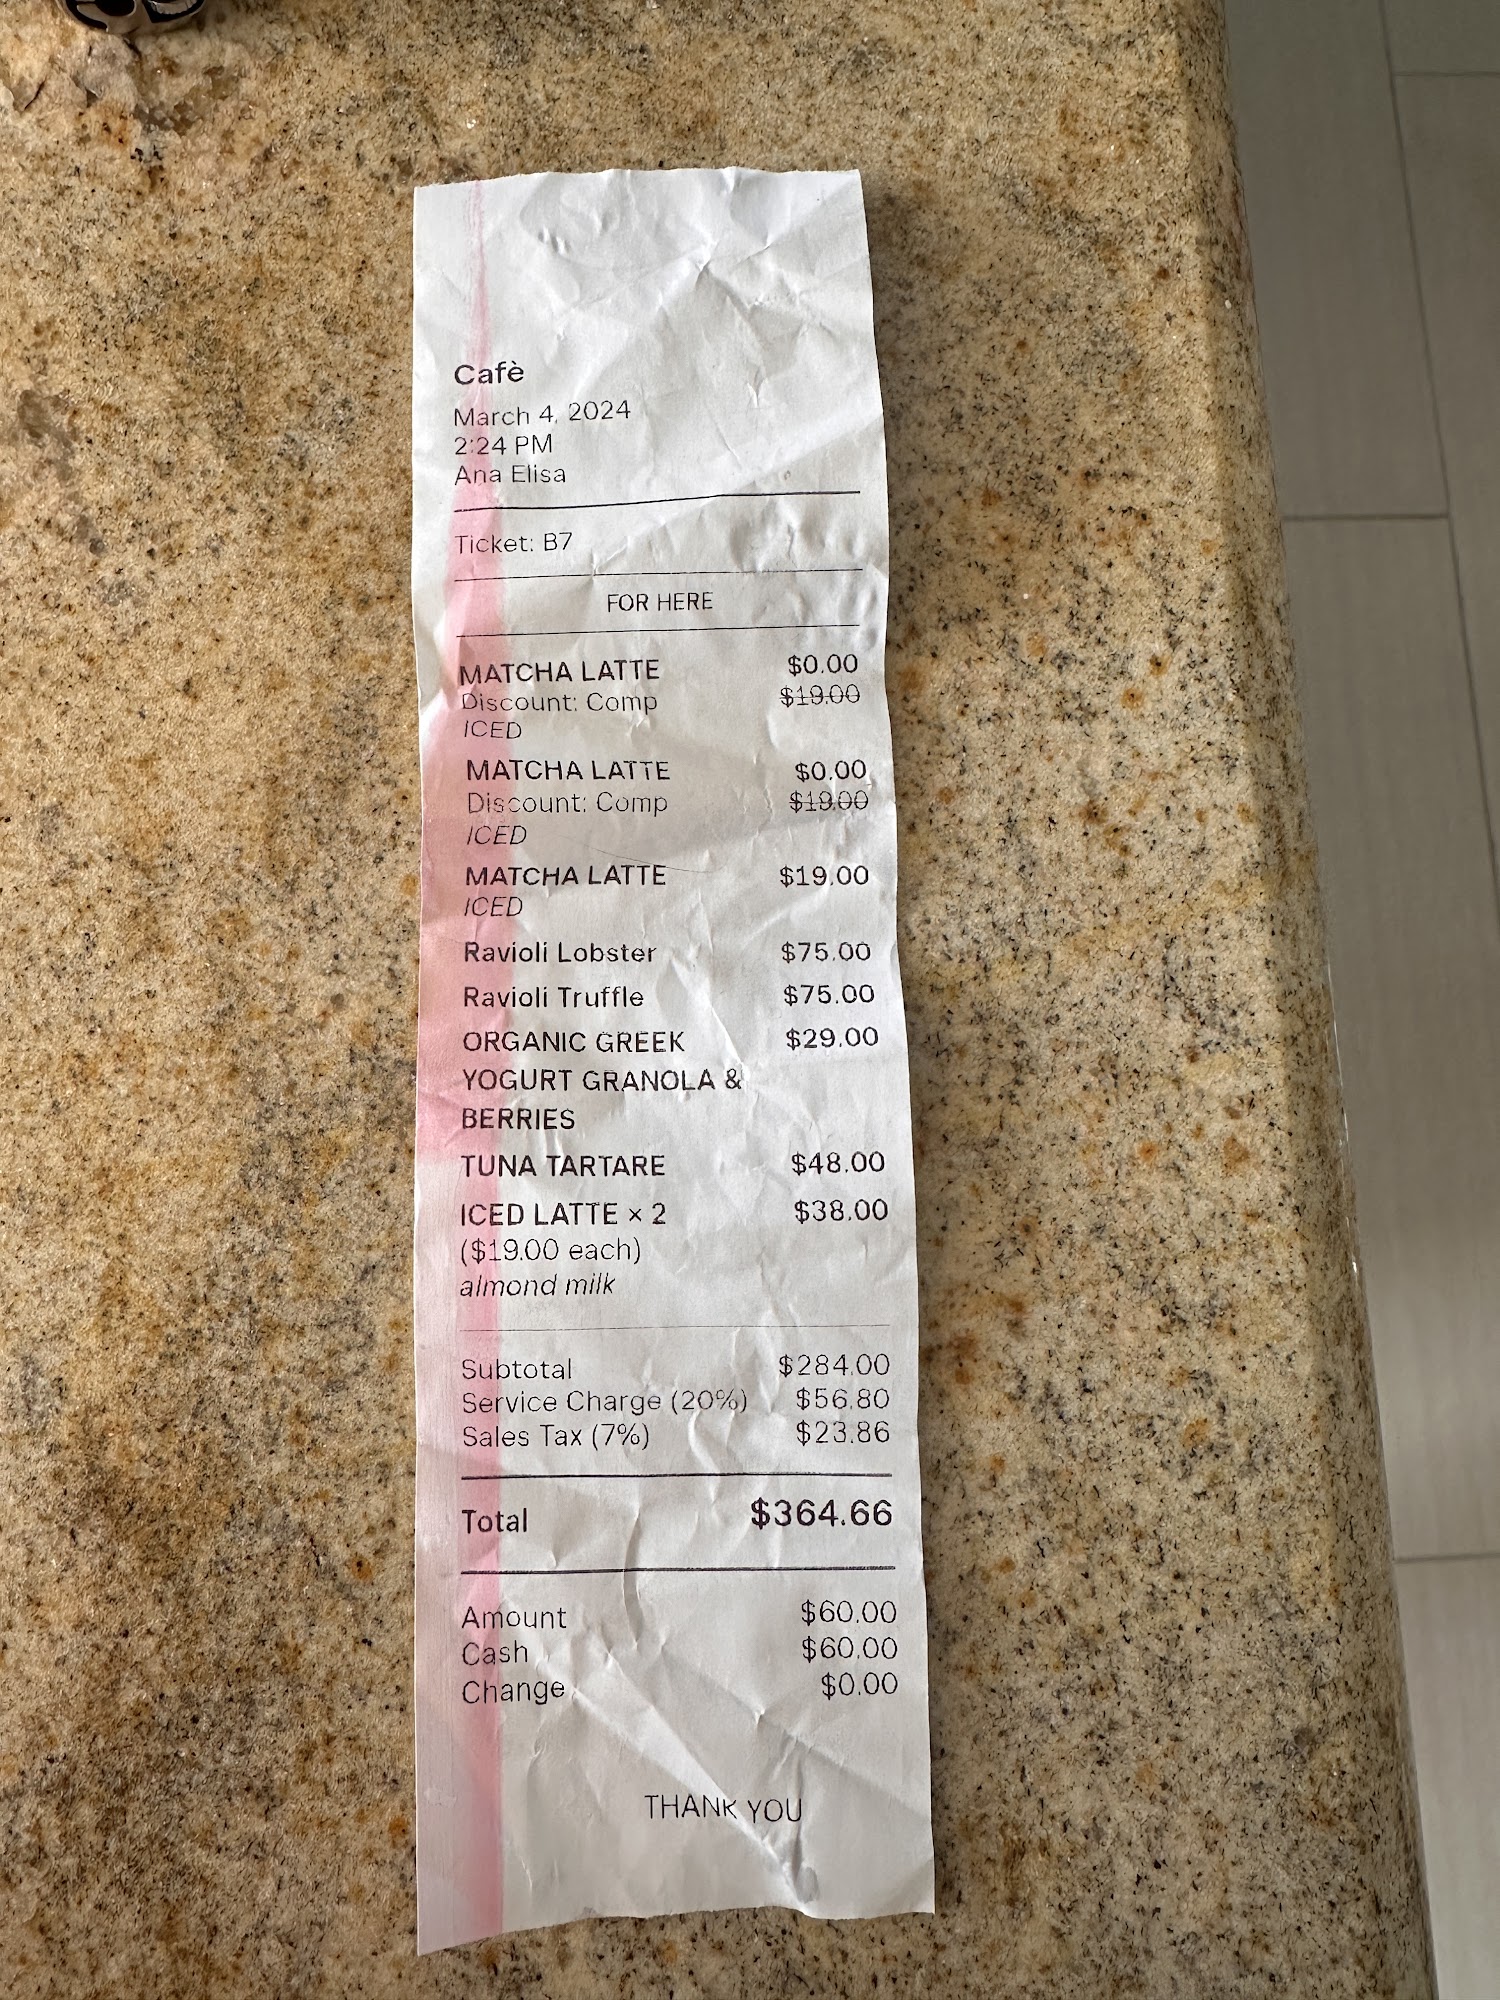 Cafè
March 4, 2024
2:24 PM
Ana Elisa
Ticket: B7
FOR HERE
MATCHA LATTE $0.00
Discount: Comp $19.00
ICED
MATCHA LATTE $0.00
Discount: Comp $19.00
ICED
MATCHA LATTE $19.00
ICED
Ravioli Lobster $75.00
Ravioli Truffle $75.00
ORGANIC GREEK $29.00
YOGURT GRANOLA &
BERRIES
TUNA TARTARE $48.00
ICED LATTE × 2 $38.00
($19.00 each)
almond milk
Subtotal $284.00
Service Charge (20%) $56.80
Sales Tax (7%) $23.86
Total $364.66
Amount $60.00
Cash $60.00
Change $0.00
THANK YOU